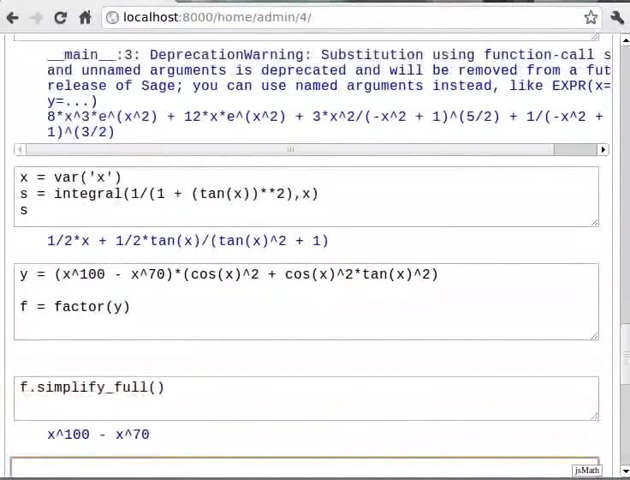 localhost:8000/home/admin/4/
__main__:3: DeprecationWarning: Substitution using function-call s
and unnamed arguments is deprecated and will be removed from a fut
release of Sage; you can use named arguments instead, like EXPR(x=
y=...)
8*x^3*e^(x^2) + 12*x*e^(x^2) + 3*x^2/(-x^2 + 1)^(5/2) + 1/(-x^2 +
1)^(3/2)
x = var('x')
s = integral(1/(1 + (tan(x))**2),x)
s
1/2*x + 1/2*tan(x)/(tan(x)^2 + 1)
y = (x^100 - x^70)*(cos(x)^2 + cos(x)^2*tan(x)^2)
f = factor(y)
f.simplify_full()
x^100 - x^70
jsMath